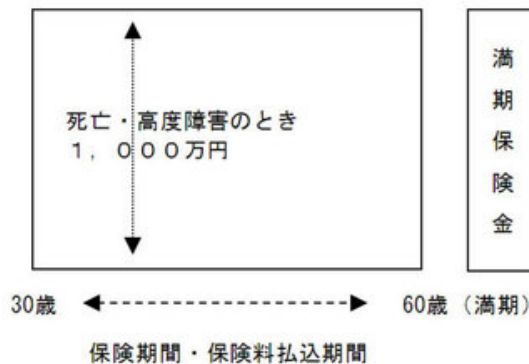 死亡・高度障害のとき
1,000万円
満期保険金
30歳
60歳(満期)
保険期間・保険料払込期間